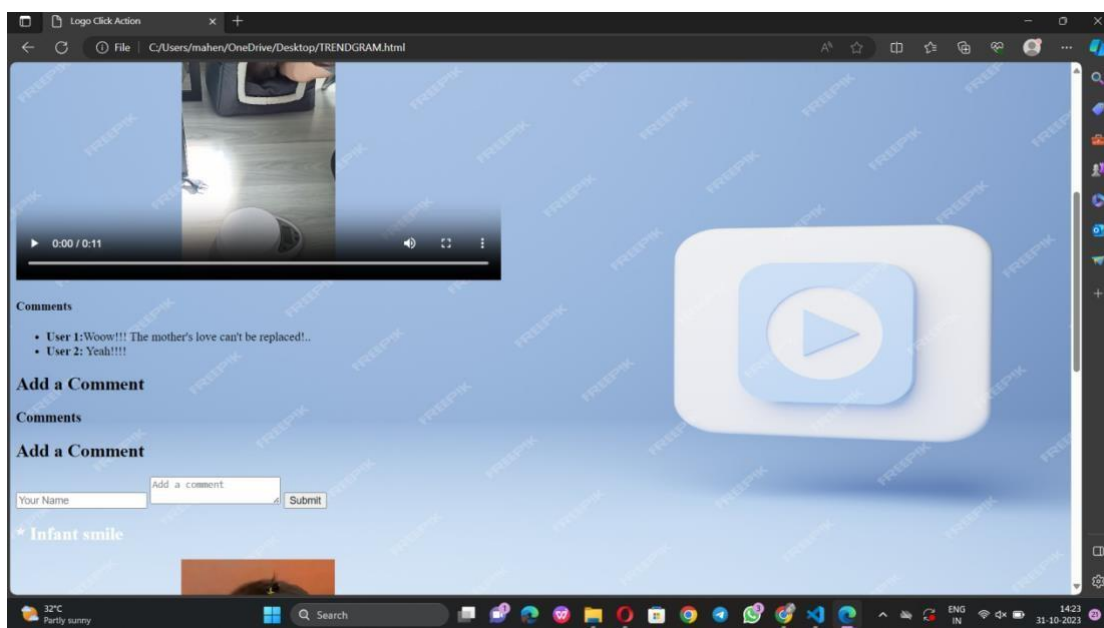 Logo Click Action
File
C:/Users/mahen/OneDrive/Desktop/TRENDGRAM.html
FREEPIK
0:00 / 0:11
Comments
User 1:Woow!!! The mother's love can't be replaced!..
User 2: Yeah!!!!
Add a Comment
Comments
Add a Comment
Your Name
Add a comment
Submit
* Infant smile
32°C
Partly sunny
Search
ENG
IN
14:23
31-10-2023